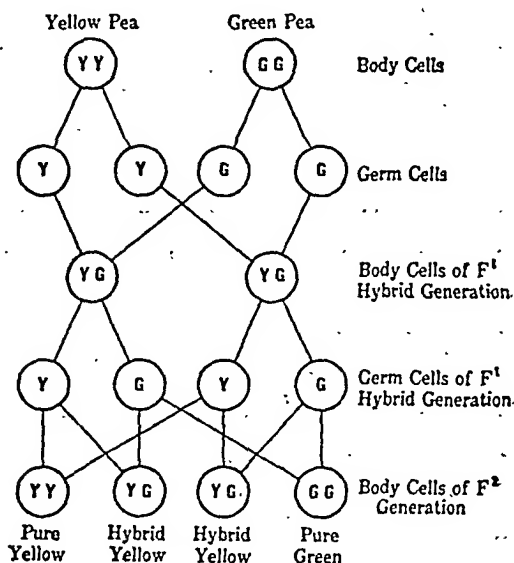 Yellow Pea Green Pea
YY GG Body Cells
Y Y G G Germ Cells
YG YG Body Cells of F¹
Hybrid Generation.
Y G Y G Germ Cells of F¹
Hybrid Generation.
YY YG YG GG Body Cells of F²
Generation
Pure Hybrid Hybrid Pure
Yellow Yellow Yellow Green